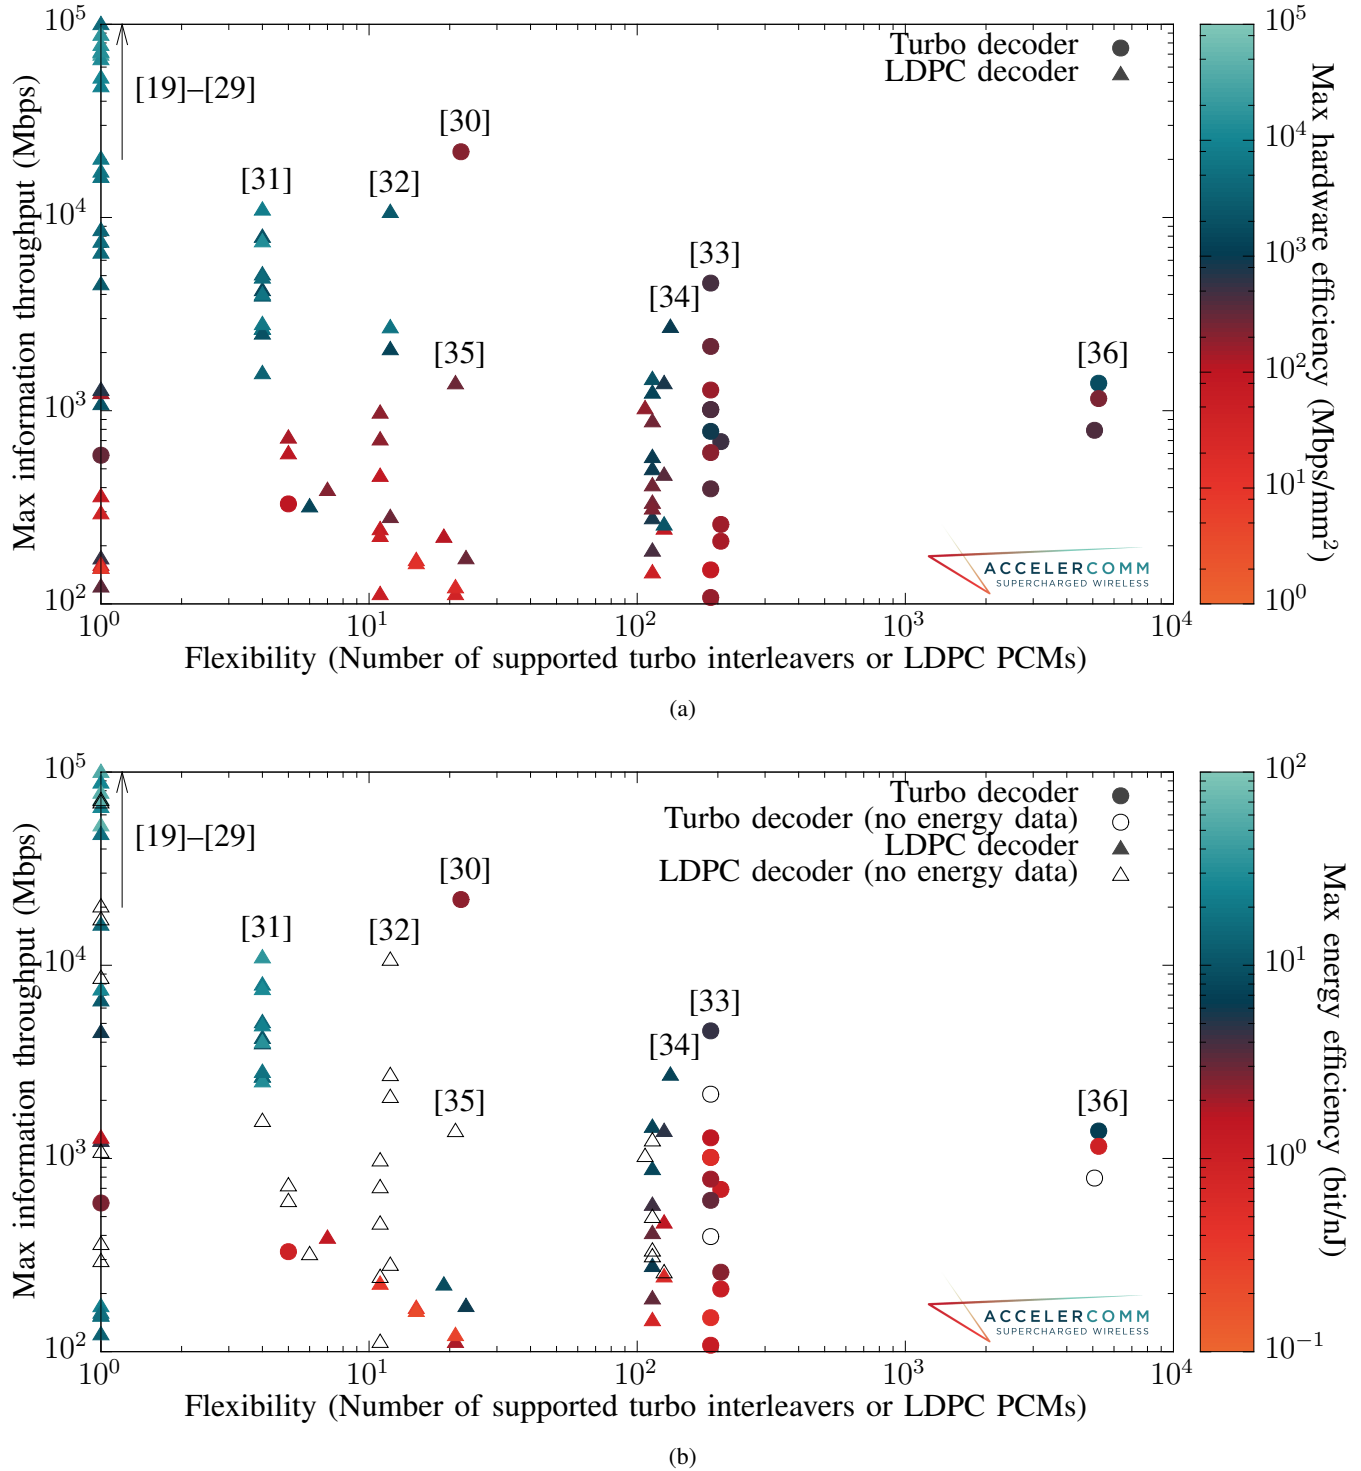 10^5
10^4
10^3
10^2
Max information throughput (Mbps)
[19]–[29]
[30]
[31]
[32]
[33]
[34]
[35]
[36]
Turbo decoder
LDPC decoder
ACCELERCOMM
SUPERCHARGED WIRELESS
10^0
10^1
10^2
10^3
10^4
Flexibility (Number of supported turbo interleavers or LDPC PCMs)
10^5
10^4
10^3
10^2
10^1
10^0
Max hardware efficiency (Mbps/mm^2)
(a)
10^5
10^4
10^3
10^2
Max information throughput (Mbps)
[19]–[29]
[30]
[31]
[32]
[33]
[34]
[35]
[36]
Turbo decoder
Turbo decoder (no energy data)
LDPC decoder
LDPC decoder (no energy data)
ACCELERCOMM
SUPERCHARGED WIRELESS
10^0
10^1
10^2
10^3
10^4
Flexibility (Number of supported turbo interleavers or LDPC PCMs)
10^2
10^1
10^0
10^−1
Max energy efficiency (bit/nJ)
(b)